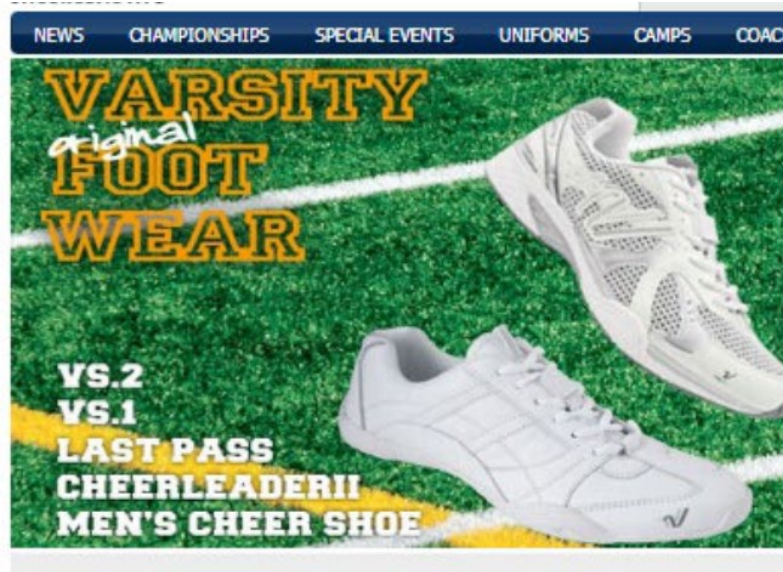 NEWS CHAMPIONSHIPS SPECIAL EVENTS UNIFORMS CAMPS COAC
VARSITY
original
FOOT
WEAR
VS.2
VS.1
LAST PASS
CHEERLEADERII
MEN'S CHEER SHOE